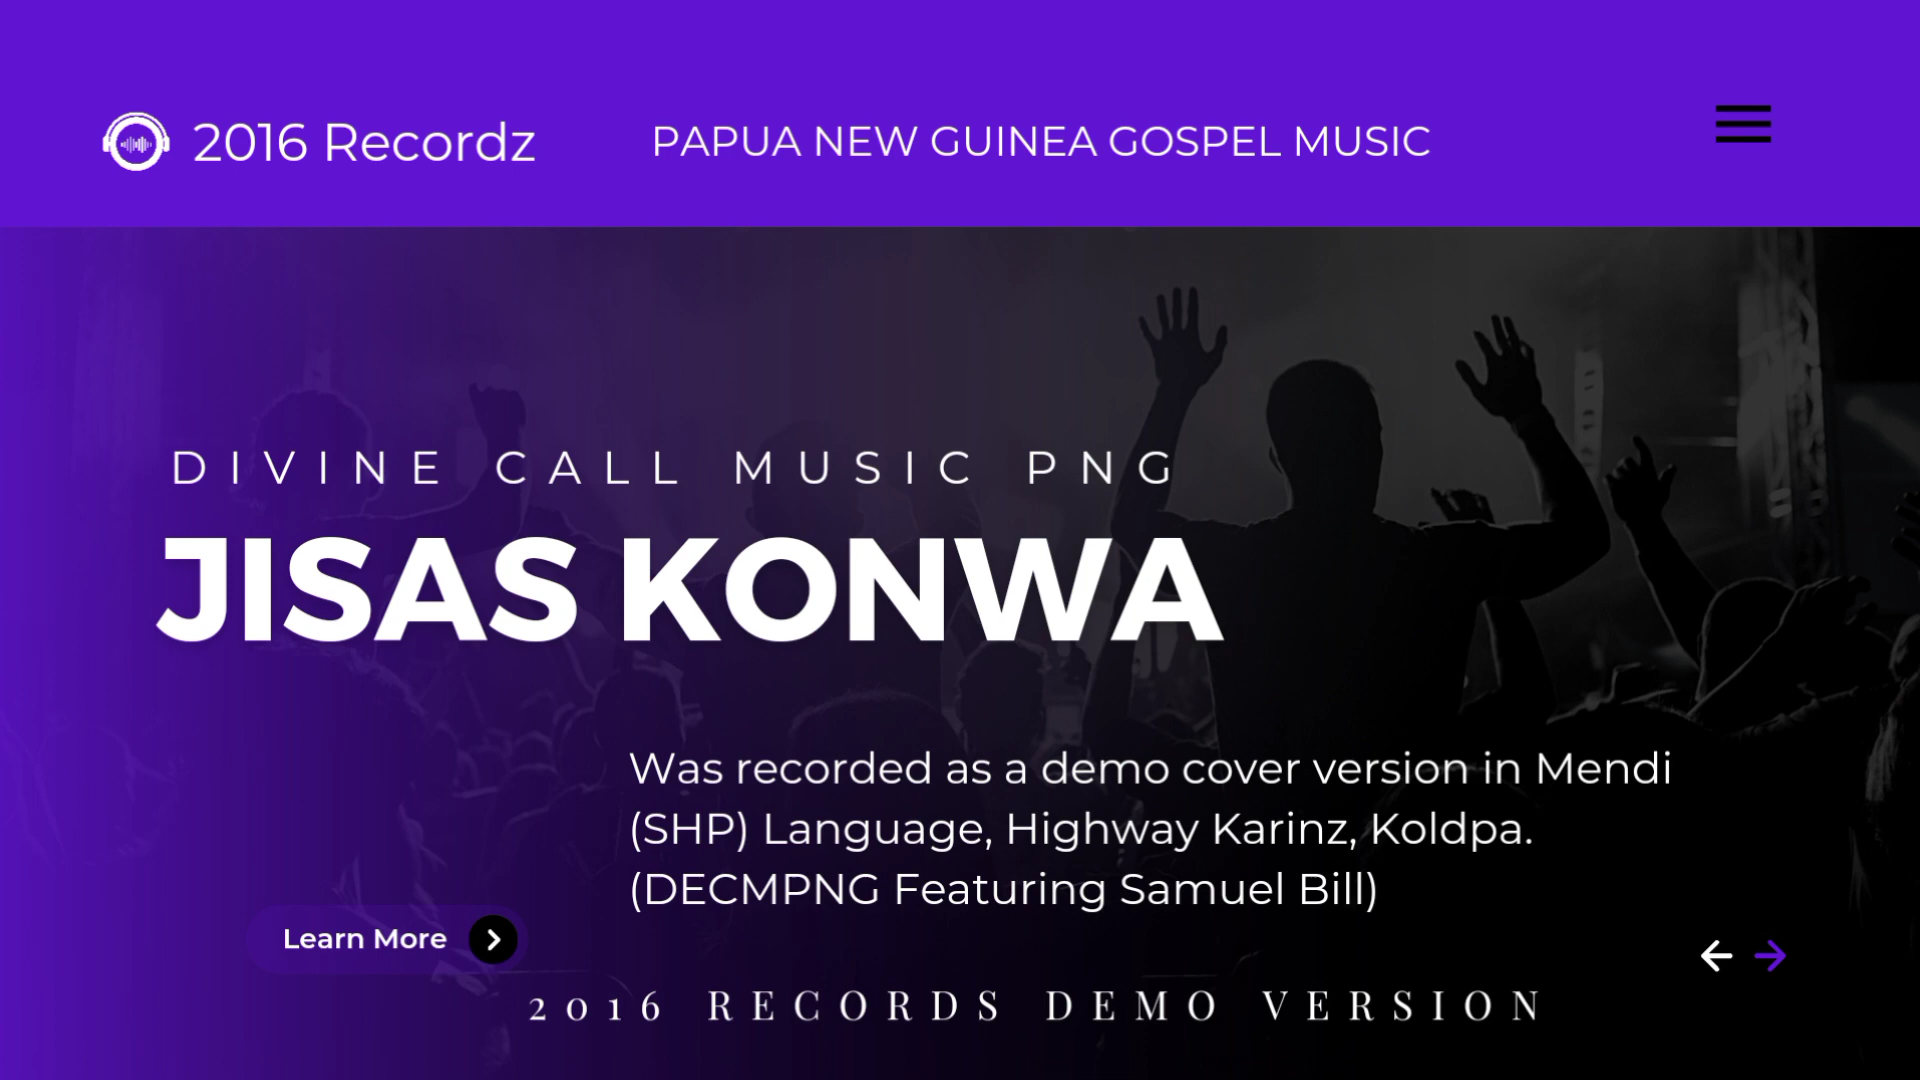 2016 Recordz
PAPUA NEW GUINEA GOSPEL MUSIC
DIVINE CALL MUSIC PNG
JISAS KONWA
Was recorded as a demo cover version in Mendi
(SHP) Language, Highway Karinz, Koldpa.
(DECMPNG Featuring Samuel Bill)
Learn More
2016 RECORDS DEMO VERSION